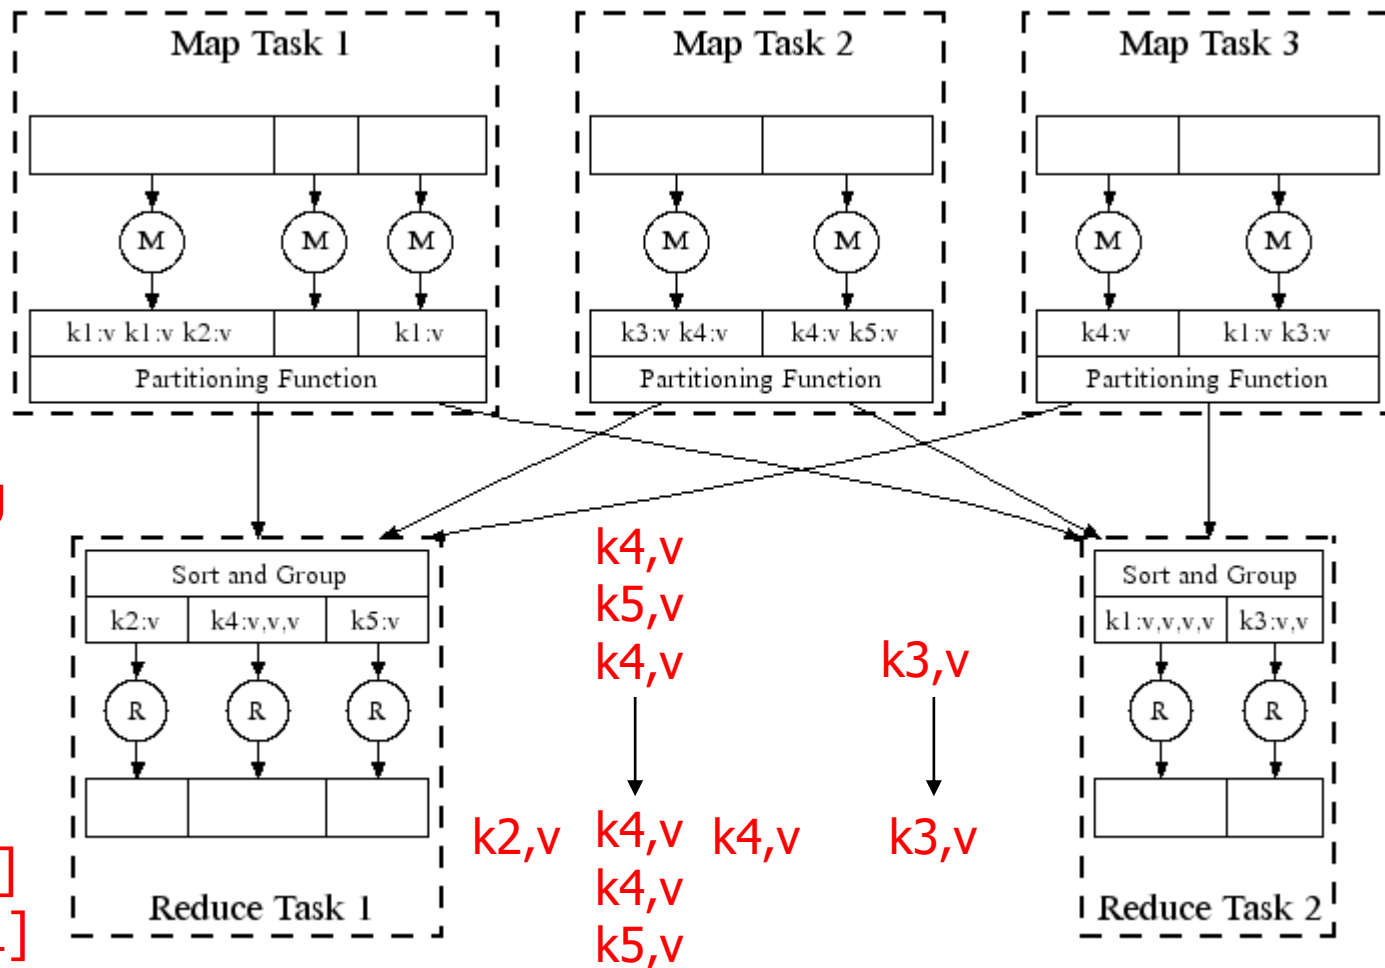 Map Task 1
Map Task 2
Map Task 3
M
M
M
M
M
M
M
k1:v k1:v k2:v
k1:v
k3:v k4:v
k4:v k5:v
k4:v
k1:v k3:v
Partitioning Function
Partitioning Function
Partitioning Function
Sort and Group
k2:v
k4:v,v,v
k5:v
R
R
R
Reduce Task 1
k4,v
k5,v
k4,v
k3,v
k2,v
k4,v
k4,v
k5,v
k4,v
k3,v
Sort and Group
k1:v,v,v,v
k3:v,v
R
R
Reduce Task 2
]
]